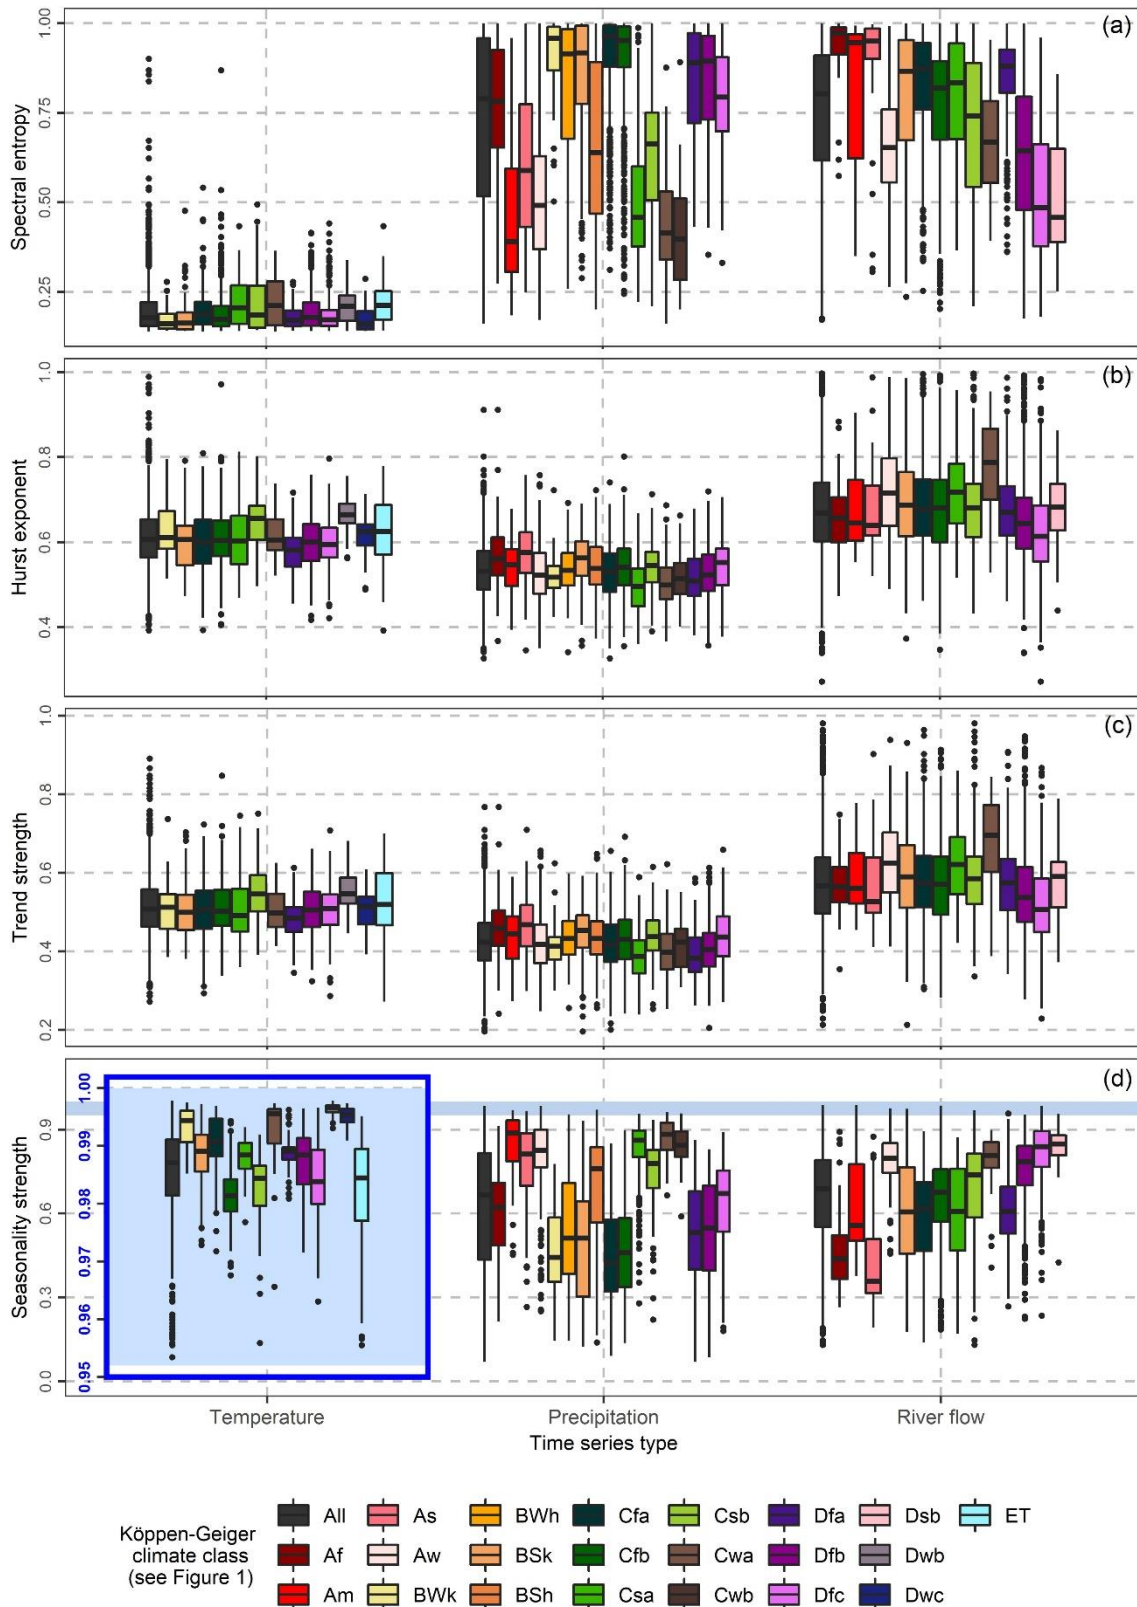 (a)
1.00
0.75
0.50
0.25
Spectral entropy
(b)
1.0
0.8
0.6
0.4
Hurst exponent
(c)
1.0
0.8
0.6
0.4
0.2
Trend strength
(d)
0.9
0.6
0.3
0.0
Seasonality strength
1.00
0.99
0.98
0.97
0.96
0.95
Temperature Precipitation River flow
Time series type
Köppen-Geiger
climate class
(see Figure 1)
All As BWh Cfa Csb Dfa Dsb ET
Af Aw BSk Cfb Cwa Dfb Dwb
Am BWk BSh Csa Cwb Dfc Dwc